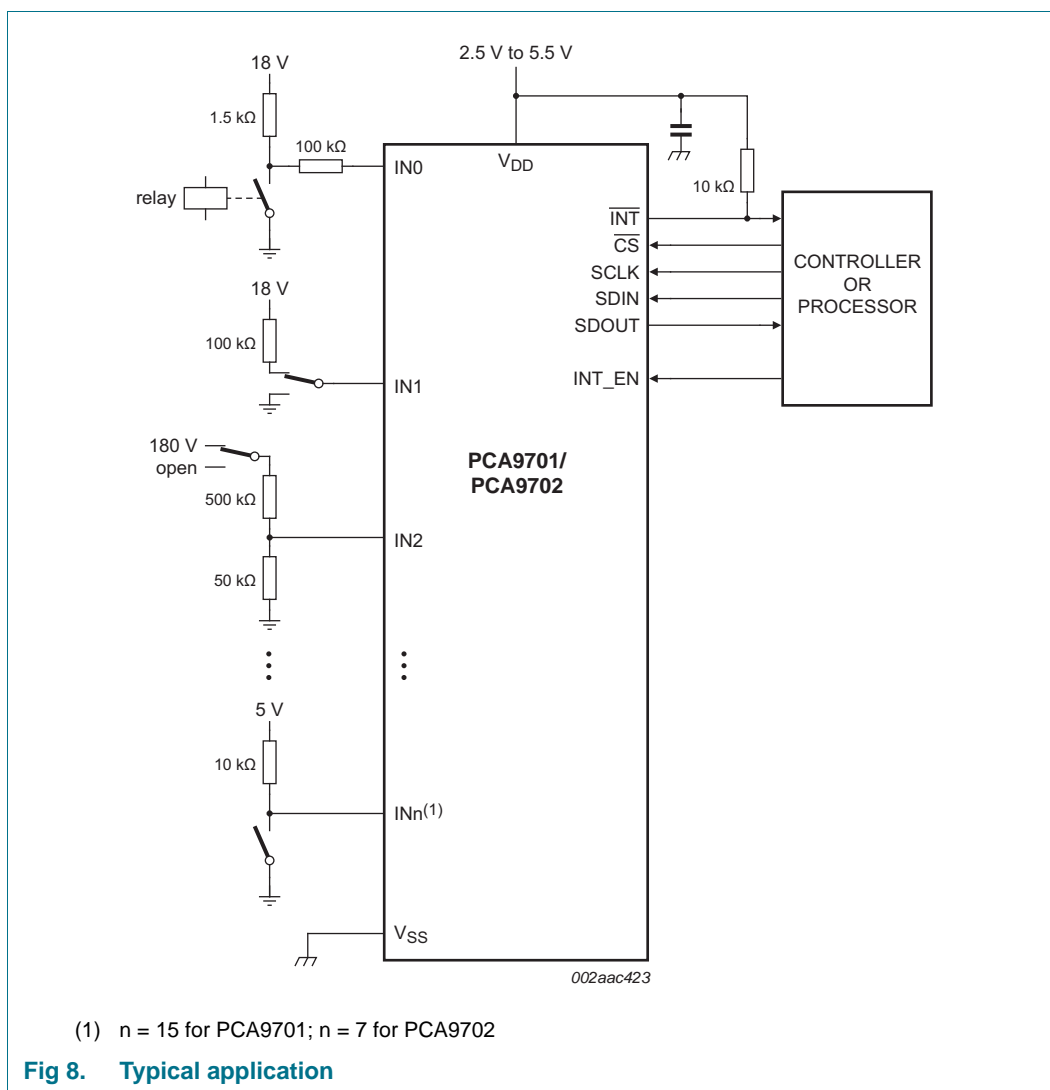 2.5 V to 5.5 V
18 V
1.5 kΩ
100 kΩ
IN0
VDD
10 kΩ
relay
INT
CS
SCLK
SDIN
SDOUT
INT_EN
CONTROLLER
OR
PROCESSOR
18 V
100 kΩ
IN1
180 V
open
500 kΩ
IN2
50 kΩ
PCA9701/
PCA9702
5 V
10 kΩ
INn(1)
VSS
002aac423
(1) n = 15 for PCA9701; n = 7 for PCA9702
Fig 8. Typical application